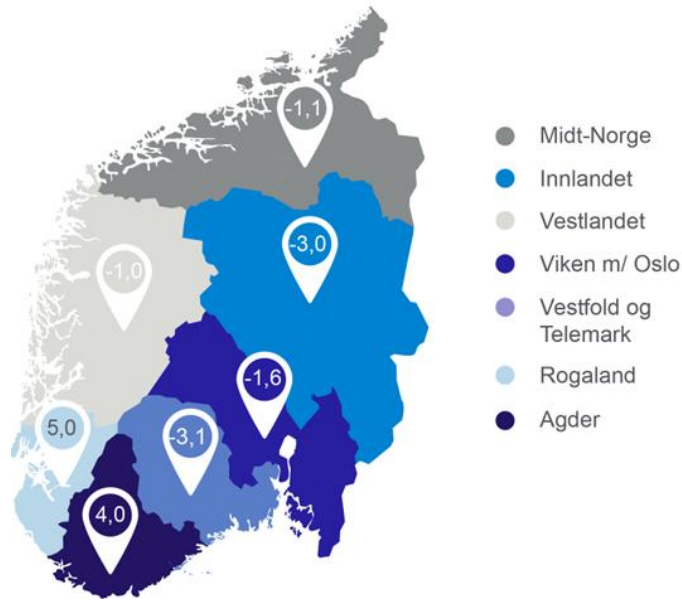 -1,1
-3,0
-1,0
-1,6
5,0
-3,1
4,0
Midt-Norge
Innlandet
Vestlandet
Viken m/ Oslo
Vestfold og
Telemark
Rogaland
Agder